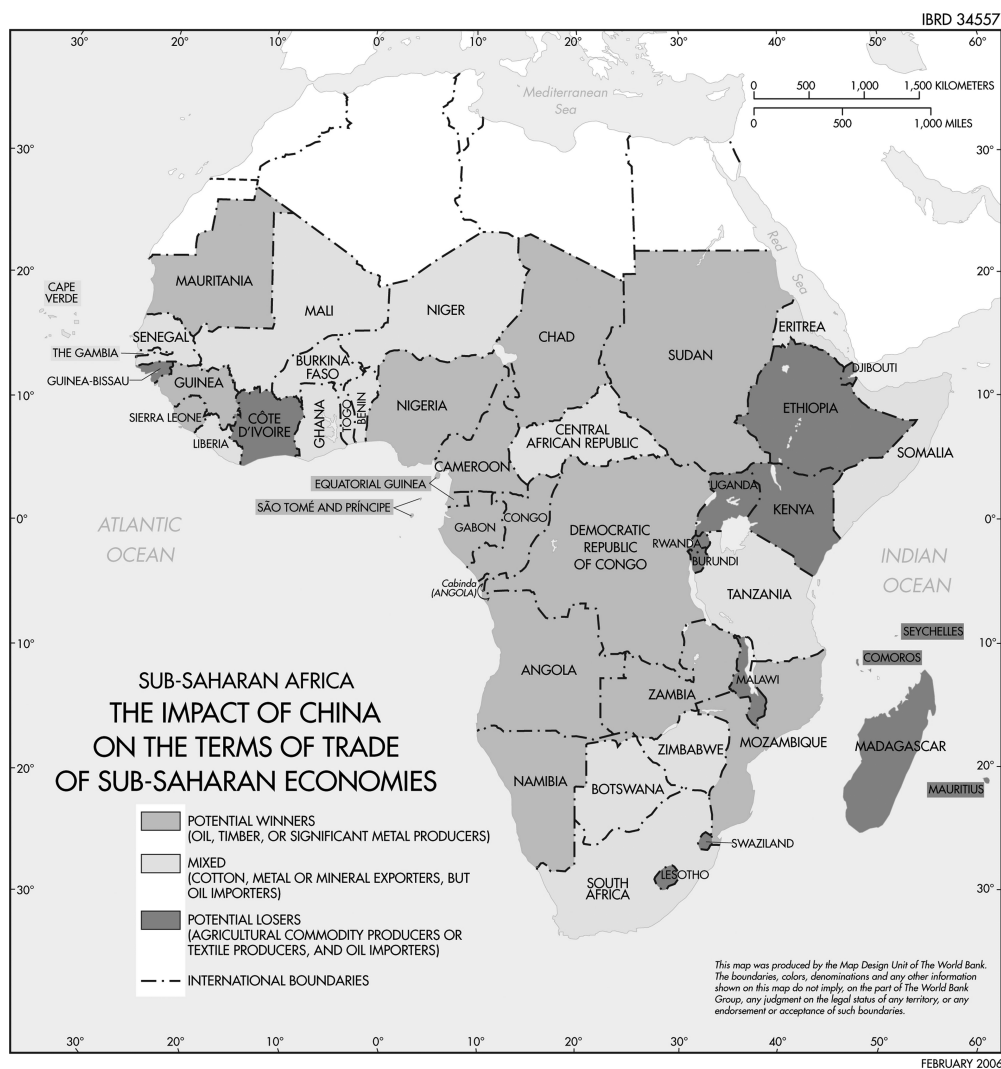 IBRD 34557
30° 20° 10° 0° 10° 20° 30° 40° 50° 60°
0 500 1,000 1,500 KILOMETERS
0 500 1,000 MILES
Mediterranean
Sea
30° 30°
Red
Sea
20° 20°
CAPE
VERDE
MAURITANIA
MALI
NIGER
CHAD
SUDAN
ERITREA
SENEGAL
THE GAMBIA
GUINEA-BISSAU
GUINEA
BURKINA
FASO
DJIBOUTI
10° 10°
SIERRA LEONE
LIBERIA
CÔTE
D'IVOIRE
GHANA
TOGO
BENIN
NIGERIA
CENTRAL
AFRICAN REPUBLIC
ETHIOPIA
SOMALIA
CAMEROON
EQUATORIAL GUINEA
SÃO TOMÉ AND PRÍNCIPE
UGANDA
KENYA
0° 0°
ATLANTIC
OCEAN
GABON
CONGO
DEMOCRATIC
REPUBLIC
OF CONGO
RWANDA
BURUNDI
INDIAN
OCEAN
Cabinda
(ANGOLA)
TANZANIA
SEYCHELLES
10° 10°
COMOROS
ANGOLA
ZAMBIA
MALAWI
MOZAMBIQUE
MADAGASCAR
ZIMBABWE
20° 20°
NAMIBIA
BOTSWANA
MAURITIUS
SWAZILAND
LESOTHO
SOUTH
AFRICA
30° 30°
SUB-SAHARAN AFRICA
THE IMPACT OF CHINA
ON THE TERMS OF TRADE
OF SUB-SAHARAN ECONOMIES
POTENTIAL WINNERS
(OIL, TIMBER, OR SIGNIFICANT METAL PRODUCERS)
MIXED
(COTTON, METAL OR MINERAL EXPORTERS, BUT
OIL IMPORTERS)
POTENTIAL LOSERS
(AGRICULTURAL COMMODITY PRODUCERS OR
TEXTILE PRODUCERS, AND OIL IMPORTERS)
INTERNATIONAL BOUNDARIES
This map was produced by the Map Design Unit of The World Bank.
The boundaries, colors, denominations and any other information
shown on this map do not imply, on the part of The World Bank
Group, any judgment on the legal status of any territory, or any
endorsement or acceptance of such boundaries.
30° 20° 10° 0° 10° 20° 30° 40° 50° 60°
FEBRUARY 2006